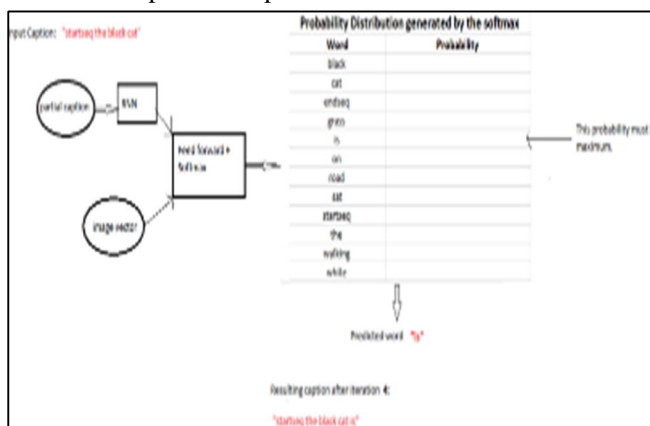 Input Caption: "startseq the black cat"
Probability Distribution generated by the softmax
Word Probability
black
cat
endseq
grass
is
on
road
sat
startseq
the
walking
white
partial caption
RNN
Feed forward +
Softmax
image vector
This probability must
maximum.
Predicted word "is"
Resulting caption after iteration 4:
"startseq the black cat is"